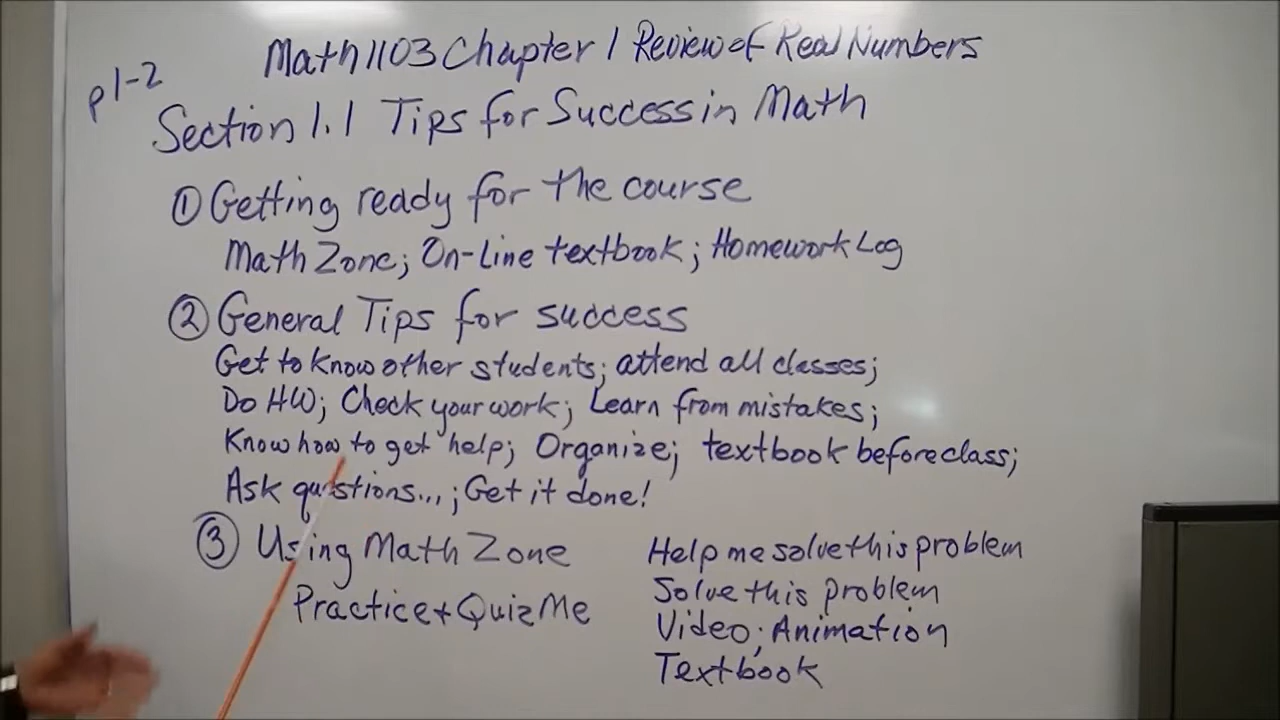 Math 1103 Chapter 1 Review of Real Numbers
p1-2
Section 1.1 Tips for Success in Math
① Getting ready for the course
Math Zone; On-Line textbook; Homework Log
② General Tips for success
Get to know other students; attend all classes;
Do HW; Check your work; Learn from mistakes;
Know how to get help; Organize; textbook before class;
Ask questions...; Get it done!
③ Using Math Zone
Practice + Quiz Me
Help me solve this problem
Solve this problem
Video; Animation
Textbook